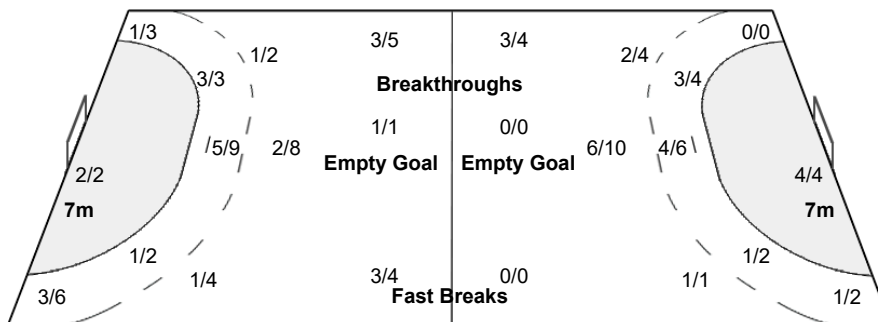 1/3 1/2 3/5 3/4 2/4 0/0
3/3 3/4
Breakthroughs
1/1 0/0
5/9 2/8 6/10 4/6
Empty Goal Empty Goal
2/2 4/4
7m 7m
1/2 1/2
1/4 3/4 0/0 1/1
3/6 1/2
Fast Breaks